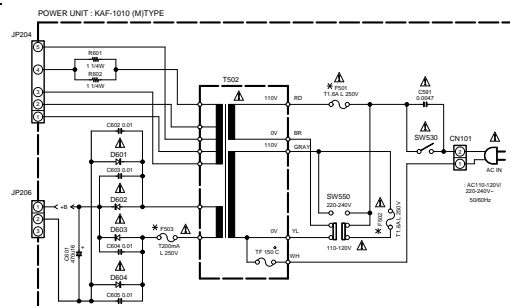 POWER UNIT : KAF-1010 (M)TYPE
JP204
5
4
3
2
1
R601
1 1/4W
R602
1 1/4W
T502
110V
RD
0V
BR
110V
GRAY
0V
YL
WH
F501
T1.6A L 250V
C591
0.0047
SW530
CN101
2
1
AC IN
: AC110-120V/
220-240V~
50/60Hz
SW550
220-240V
110-120V
F502
T1.6A L 250V
TF 150°C
C602 0.01
D601
C603 0.01
D602
D603
C604 0.01
D604
C605 0.01
JP206
1
2
3
+B
C601
470u16
F503
T200mA
L 250V